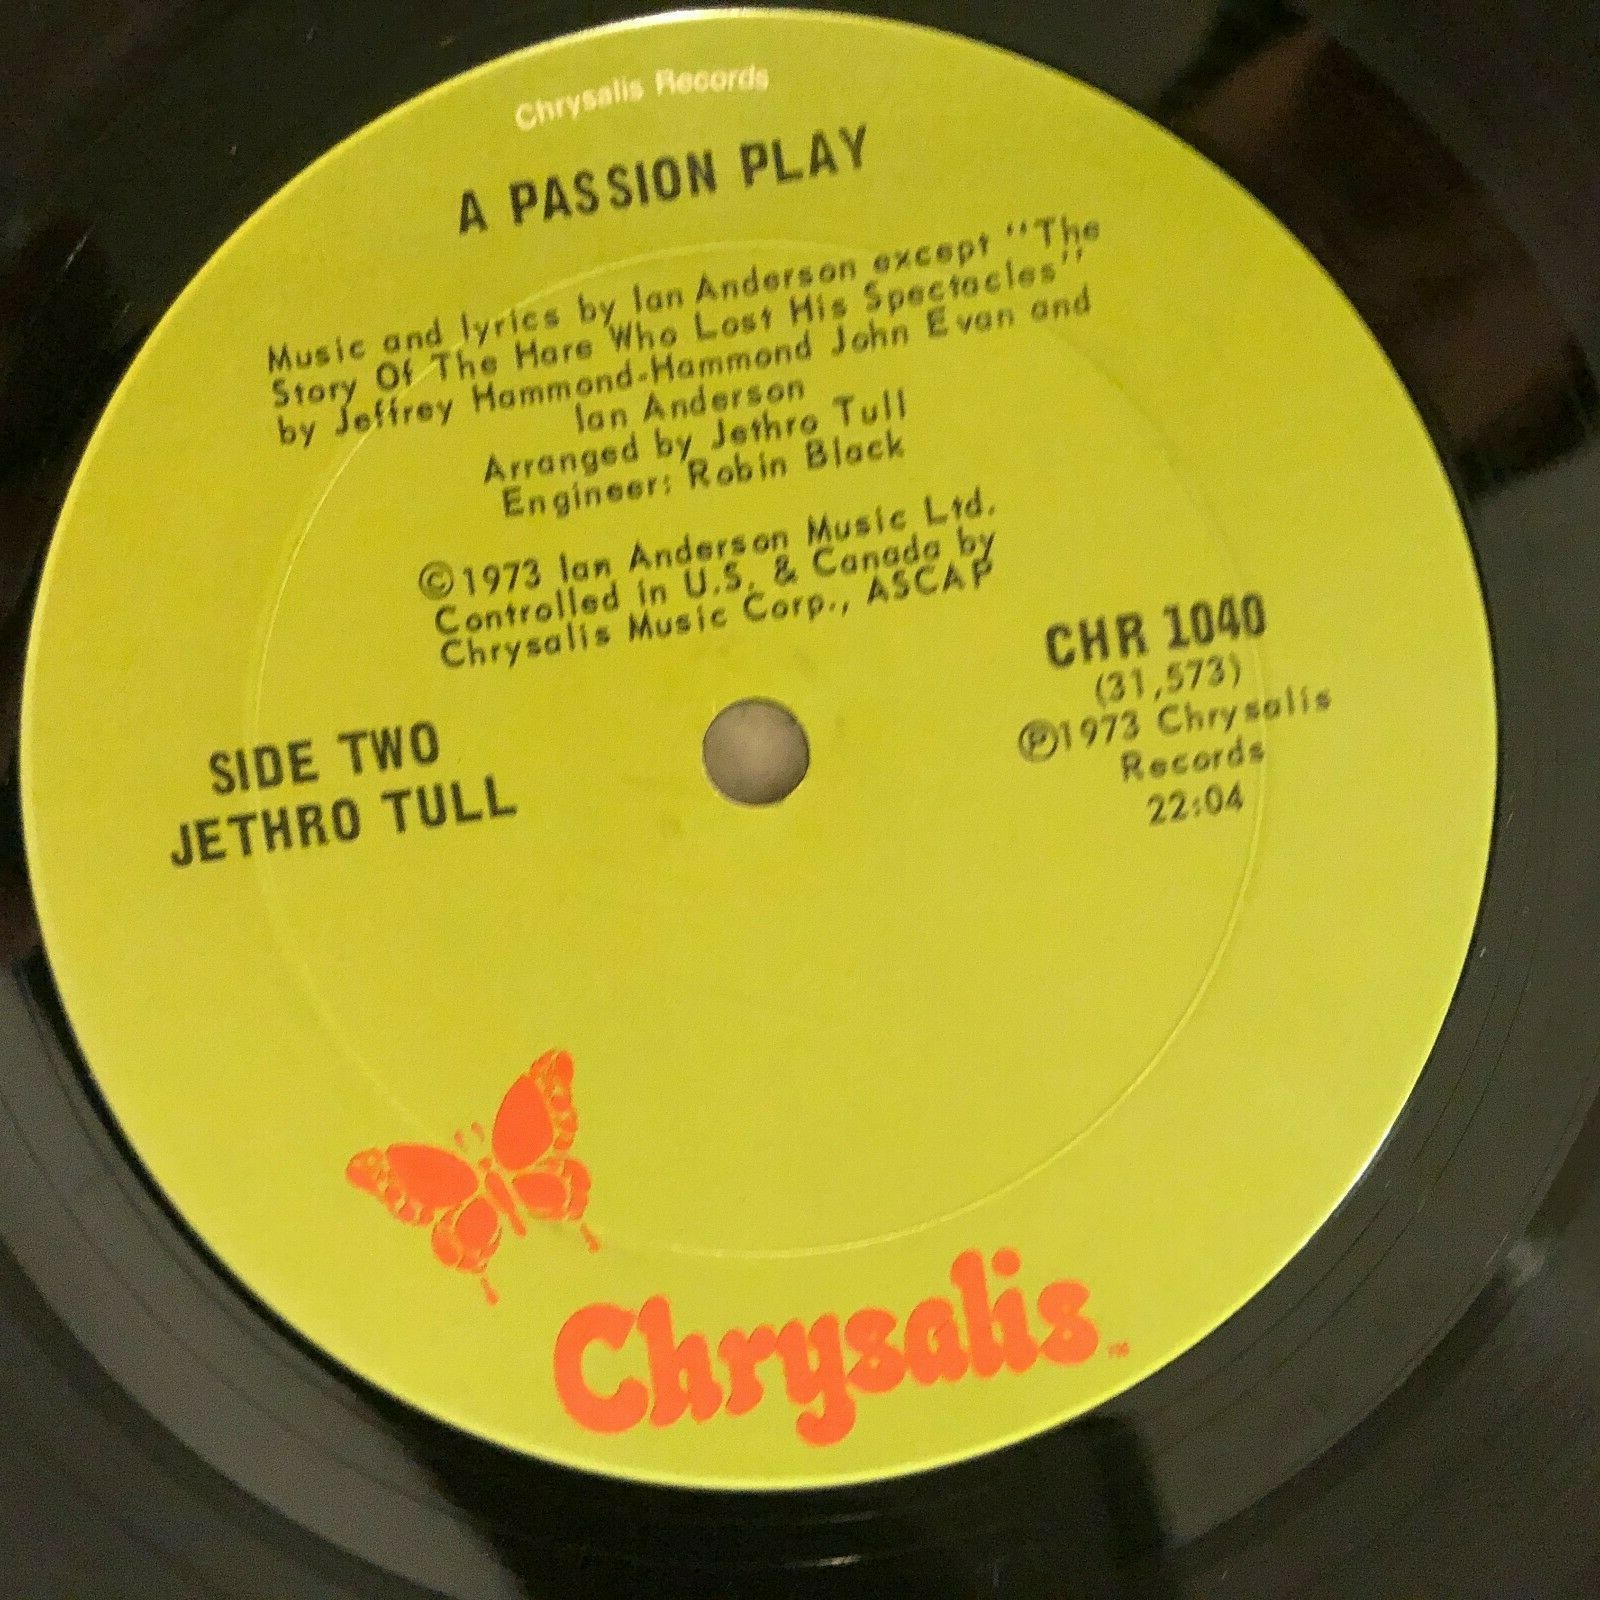 Chrysalis Records
A PASSION PLAY
Music and lyrics by Ian Anderson except "The
Story Of The Hare Who Lost His Spectacles"
by Jeffrey Hammond-Hammond John Evan and
Ian Anderson
Arranged by Jethro Tull
Engineer: Robin Black
©1973 Ian Anderson Music Ltd.
Controlled in U.S. & Canada by
Chrysalis Music Corp., ASCAP
CHR 1040
(31,573)
℗1973 Chrysalis
Records
22:04
SIDE TWO
JETHRO TULL
Chrysalis™